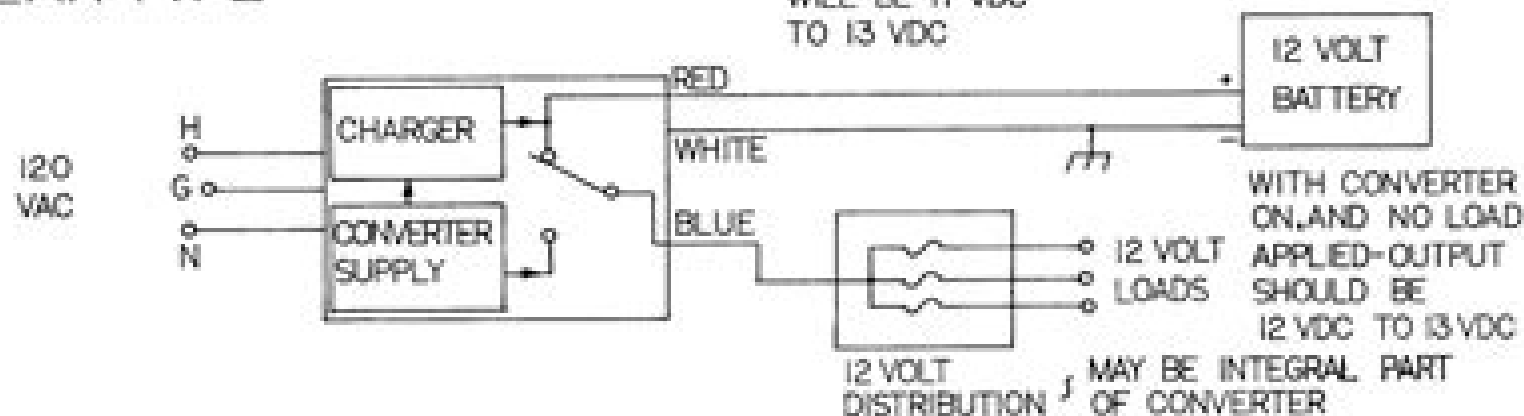 TO 13 VDC
12 VOLT
BATTERY
+
−
RED
WHITE
BLUE
CHARGER
CONVERTER
SUPPLY
120
VAC
H
G
N
12 VOLT
LOADS
WITH CONVERTER
ON, AND NO LOAD
APPLIED-OUTPUT
SHOULD BE
12 VDC TO 13 VDC
12 VOLT
DISTRIBUTION
MAY BE INTEGRAL PART
OF CONVERTER